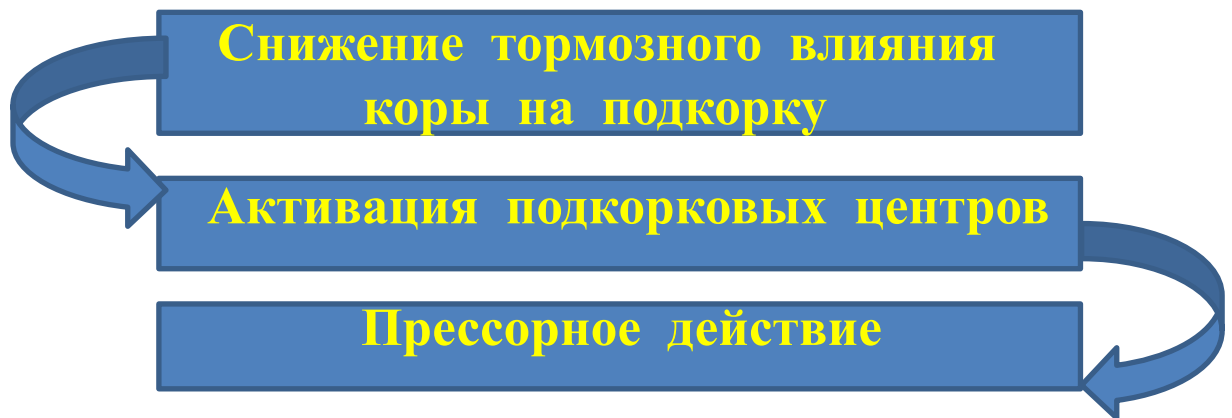 Снижение тормозного влияния
коры на подкорку
Активация подкорковых центров
Прессорное действие